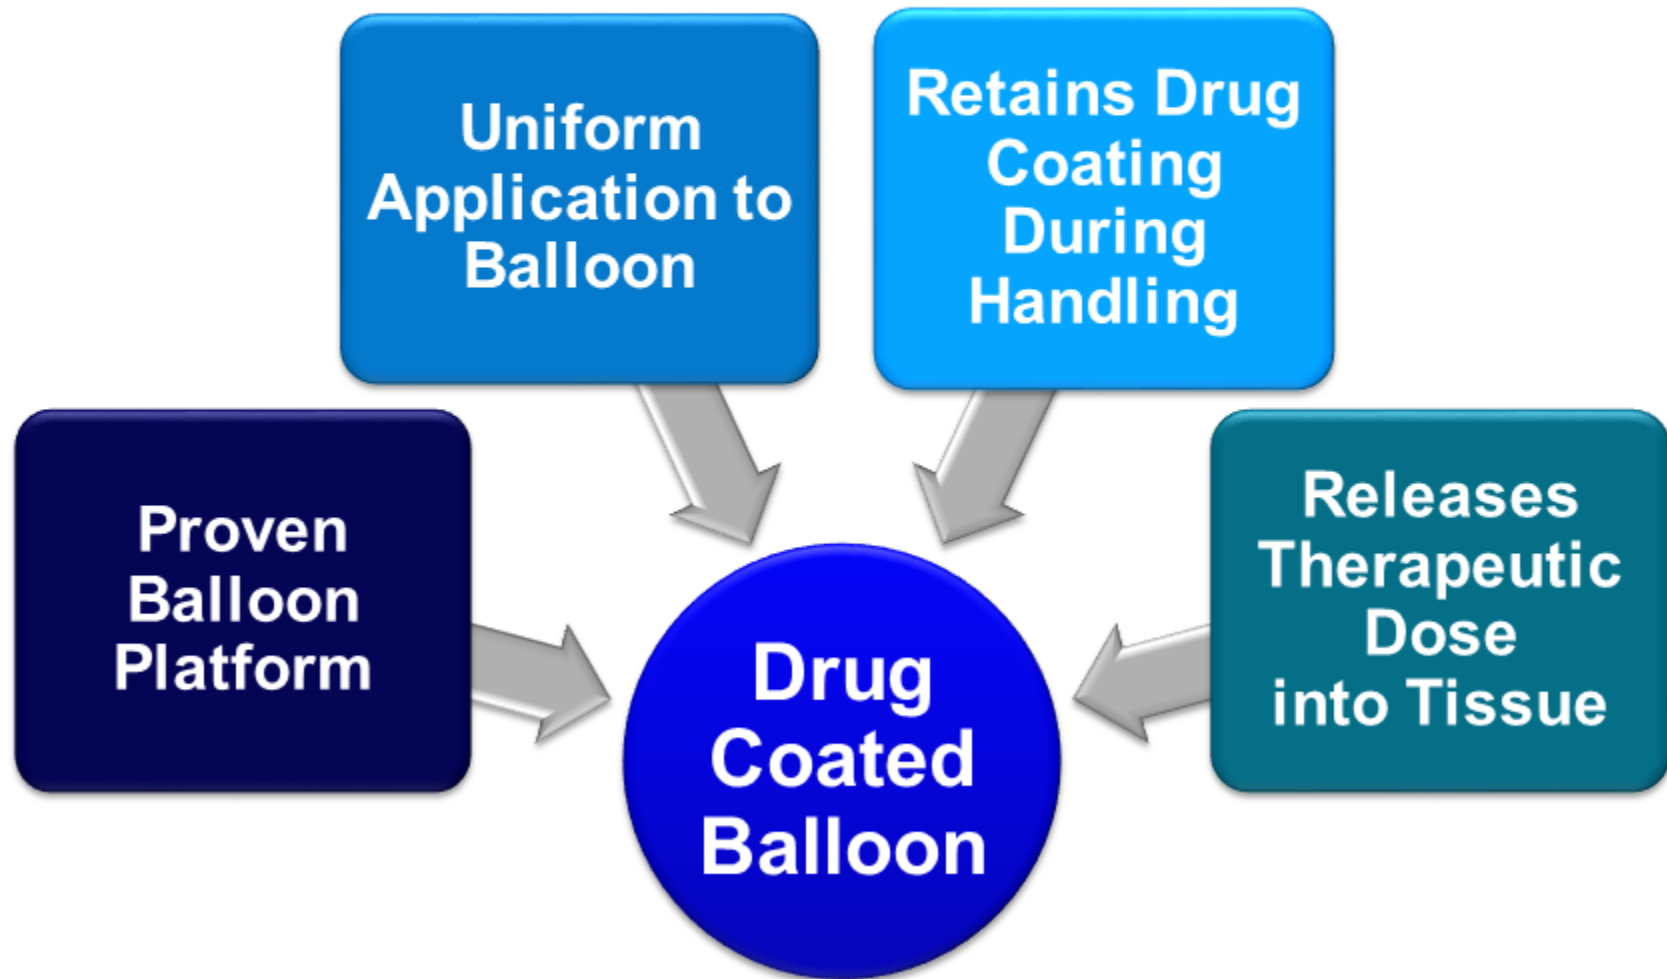 Uniform
Application to
Balloon
Retains Drug
Coating
During
Handling
Proven
Balloon
Platform
Releases
Therapeutic
Dose
into Tissue
Drug
Coated
Balloon